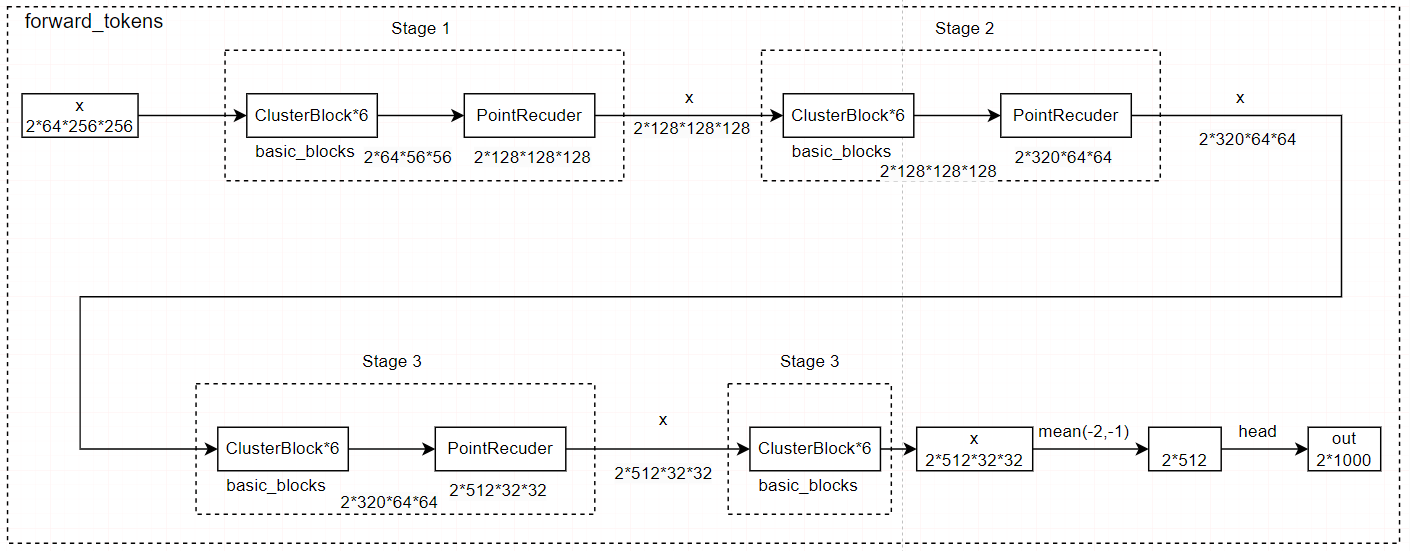 forward_tokens
Stage 1
Stage 2
x
2*64*256*256
ClusterBlock*6
PointRecuder
basic_blocks
2*64*56*56
2*128*128*128
x
2*128*128*128
ClusterBlock*6
PointRecuder
basic_blocks
2*128*128*128
2*320*64*64
x
2*320*64*64
Stage 3
Stage 3
ClusterBlock*6
PointRecuder
basic_blocks
2*320*64*64
2*512*32*32
x
2*512*32*32
ClusterBlock*6
basic_blocks
x
2*512*32*32
mean(-2,-1)
2*512
head
out
2*1000